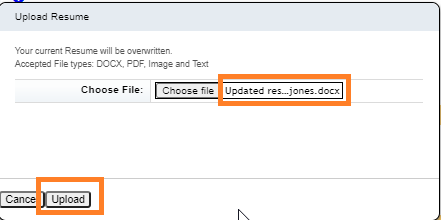 Upload Resume
Your current Resume will be overwritten.
Accepted File types: DOCX, PDF, Image and Text
Choose File: Choose file Updated res...jones.docx
Cancel Upload